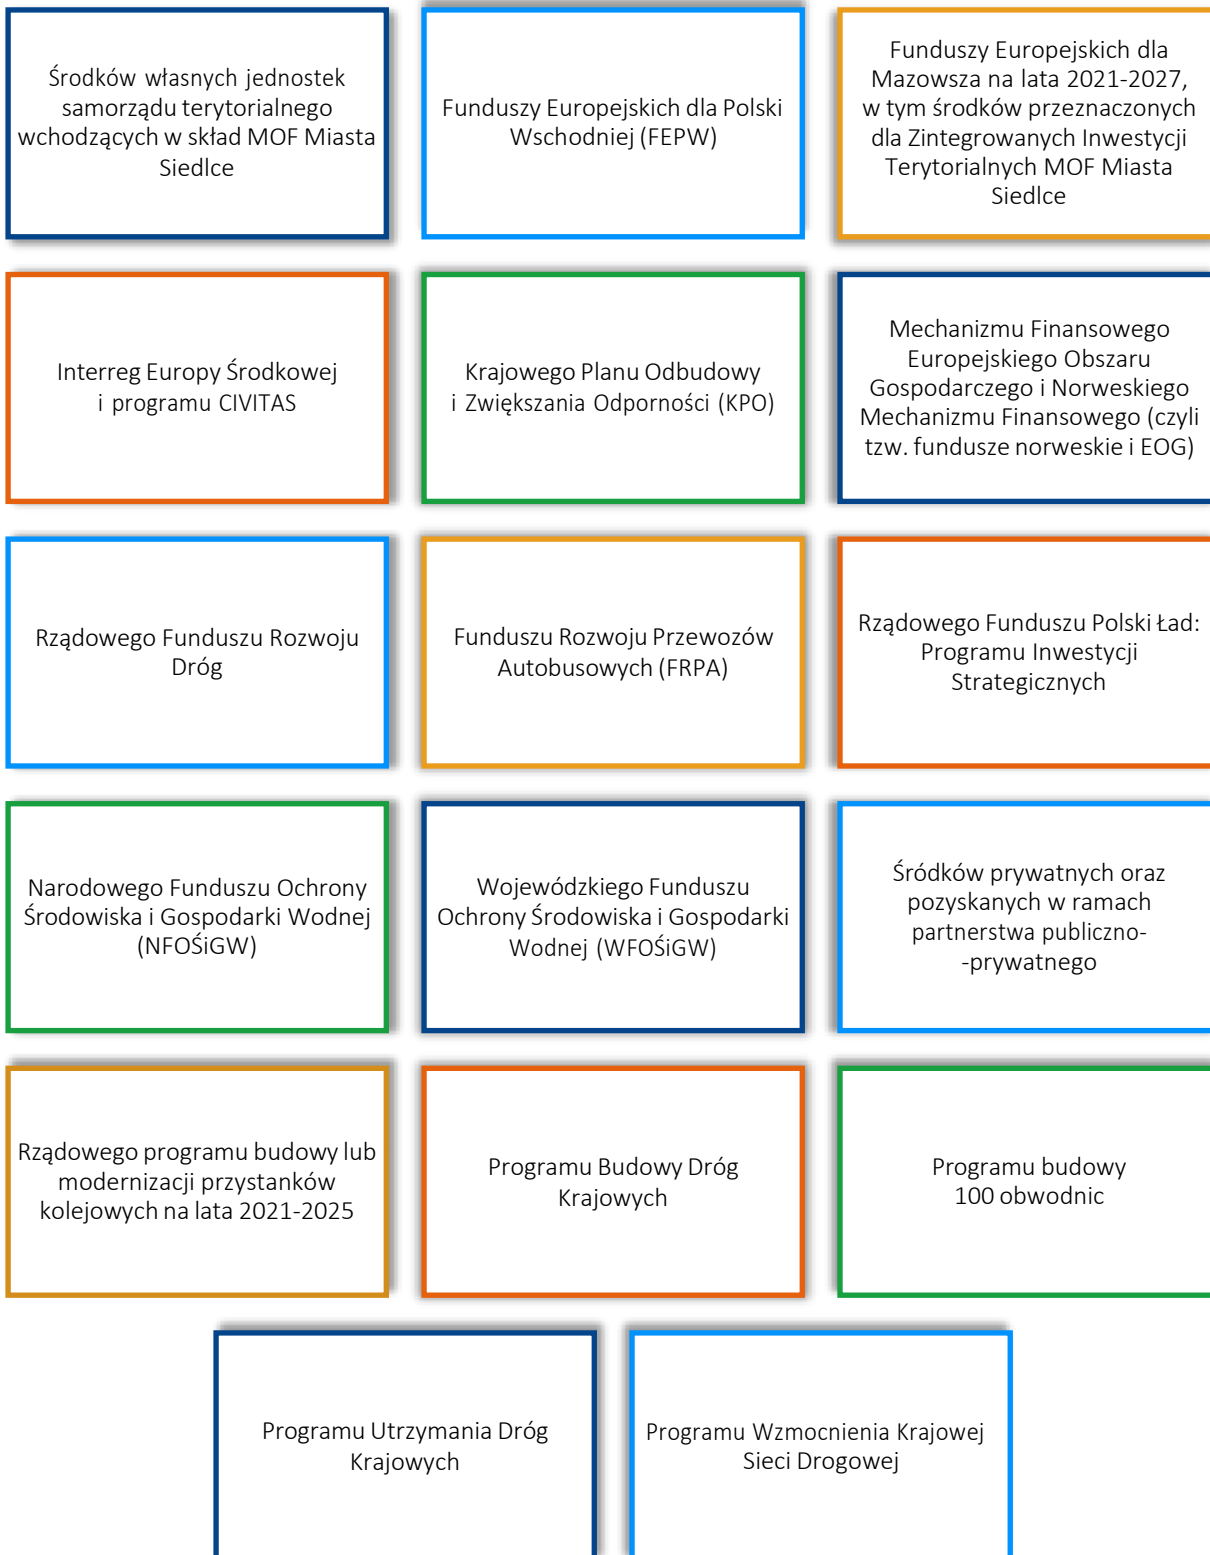 Środków własnych jednostek
samorządu terytorialnego
wchodzących w skład MOF Miasta
Siedlce
Funduszy Europejskich dla Polski
Wschodniej (FEPW)
Funduszy Europejskich dla
Mazowsza na lata 2021-2027,
w tym środków przeznaczonych
dla Zintegrowanych Inwestycji
Terytorialnych MOF Miasta
Siedlce
Interreg Europy Środkowej
i programu CIVITAS
Krajowego Planu Odbudowy
i Zwiększania Odporności (KPO)
Mechanizmu Finansowego
Europejskiego Obszaru
Gospodarczego i Norweskiego
Mechanizmu Finansowego (czyli
tzw. fundusze norweskie i EOG)
Rządowego Funduszu Rozwoju
Dróg
Funduszu Rozwoju Przewozów
Autobusowych (FRPA)
Rządowego Funduszu Polski Ład:
Programu Inwestycji
Strategicznych
Narodowego Funduszu Ochrony
Środowiska i Gospodarki Wodnej
(NFOŚiGW)
Wojewódzkiego Funduszu
Ochrony Środowiska i Gospodarki
Wodnej (WFOŚiGW)
Śródków prywatnych oraz
pozyskanych w ramach
partnerstwa publiczno-
-prywatnego
Rządowego programu budowy lub
modernizacji przystanków
kolejowych na lata 2021-2025
Programu Budowy Dróg
Krajowych
Programu budowy
100 obwodnic
Programu Utrzymania Dróg
Krajowych
Programu Wzmocnienia Krajowej
Sieci Drogowej